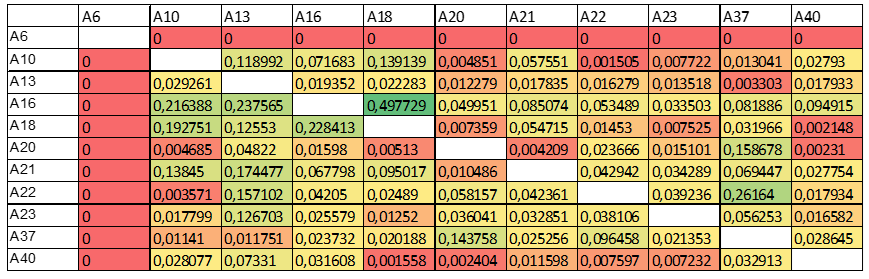 A6 A10 A13 A16 A18 A20 A21 A22 A23 A37 A40
A6 0 0 0 0 0 0 0 0 0 0
A10 0 0,118992 0,071683 0,139139 0,004851 0,057551 0,001505 0,007722 0,013041 0,02793
A13 0 0,029261 0,019352 0,022283 0,012279 0,017835 0,016279 0,013518 0,003303 0,017933
A16 0 0,216388 0,237565 0,497729 0,049951 0,085074 0,053489 0,033503 0,081886 0,094915
A18 0 0,192751 0,12553 0,228413 0,007359 0,054715 0,01453 0,007525 0,031966 0,002148
A20 0 0,004685 0,04822 0,01598 0,00513 0,004209 0,023666 0,015101 0,158678 0,00231
A21 0 0,13845 0,174477 0,067798 0,095017 0,010486 0,042942 0,034289 0,069447 0,027754
A22 0 0,003571 0,157102 0,04205 0,02489 0,058157 0,042361 0,039236 0,26164 0,017934
A23 0 0,017799 0,126703 0,025579 0,01252 0,036041 0,032851 0,038106 0,056253 0,016582
A37 0 0,01141 0,011751 0,023732 0,020188 0,143758 0,025256 0,096458 0,021353 0,028645
A40 0 0,028077 0,07331 0,031608 0,001558 0,002404 0,011598 0,007597 0,007232 0,032913